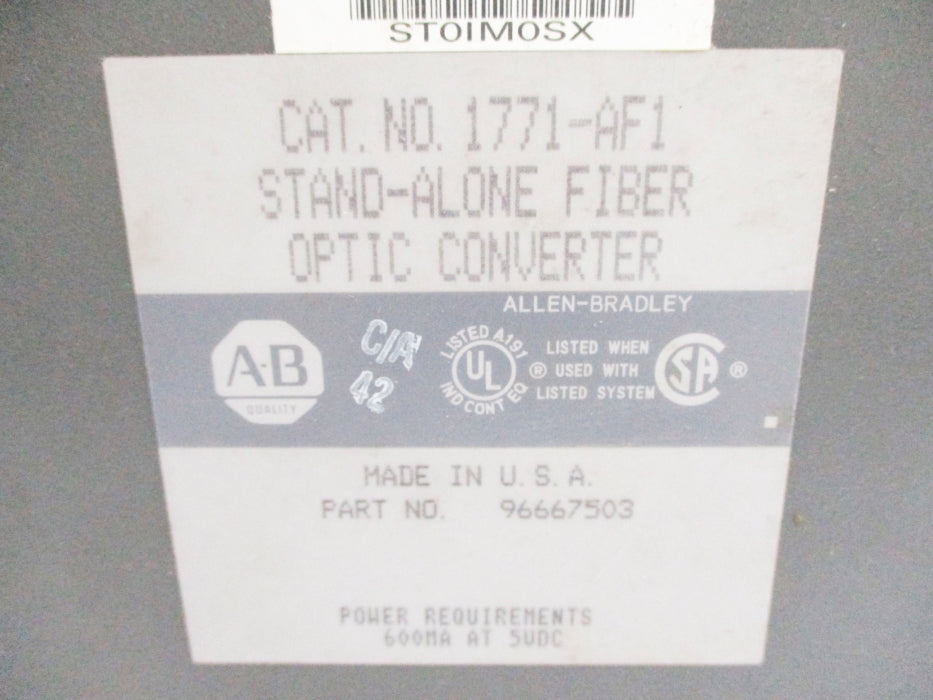 STOIMOSX
CAT. NO. 1771-AF1
STAND-ALONE FIBER
OPTIC CONVERTER
ALLEN-BRADLEY
A-B
QUALITY
C/A
42
LISTED A191
UL
IND CONT EQ
®
LISTED WHEN
USED WITH
LISTED SYSTEM
SA
®
MADE IN U.S.A.
PART NO. 96667503
POWER REQUIREMENTS
600MA AT 5VDC